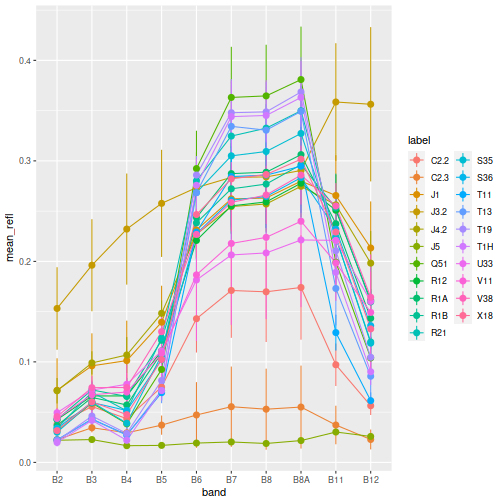 0.4
0.3
0.2
0.1
0.0
mean_refl
B2 B3 B4 B5 B6 B7 B8 B8A B11 B12
band
label
C2.2 S35
C2.3 S36
J1 T11
J3.2 T13
J4.2 T19
J5 T1H
Q51 U33
R12 V11
R1A V38
R1B X18
R21